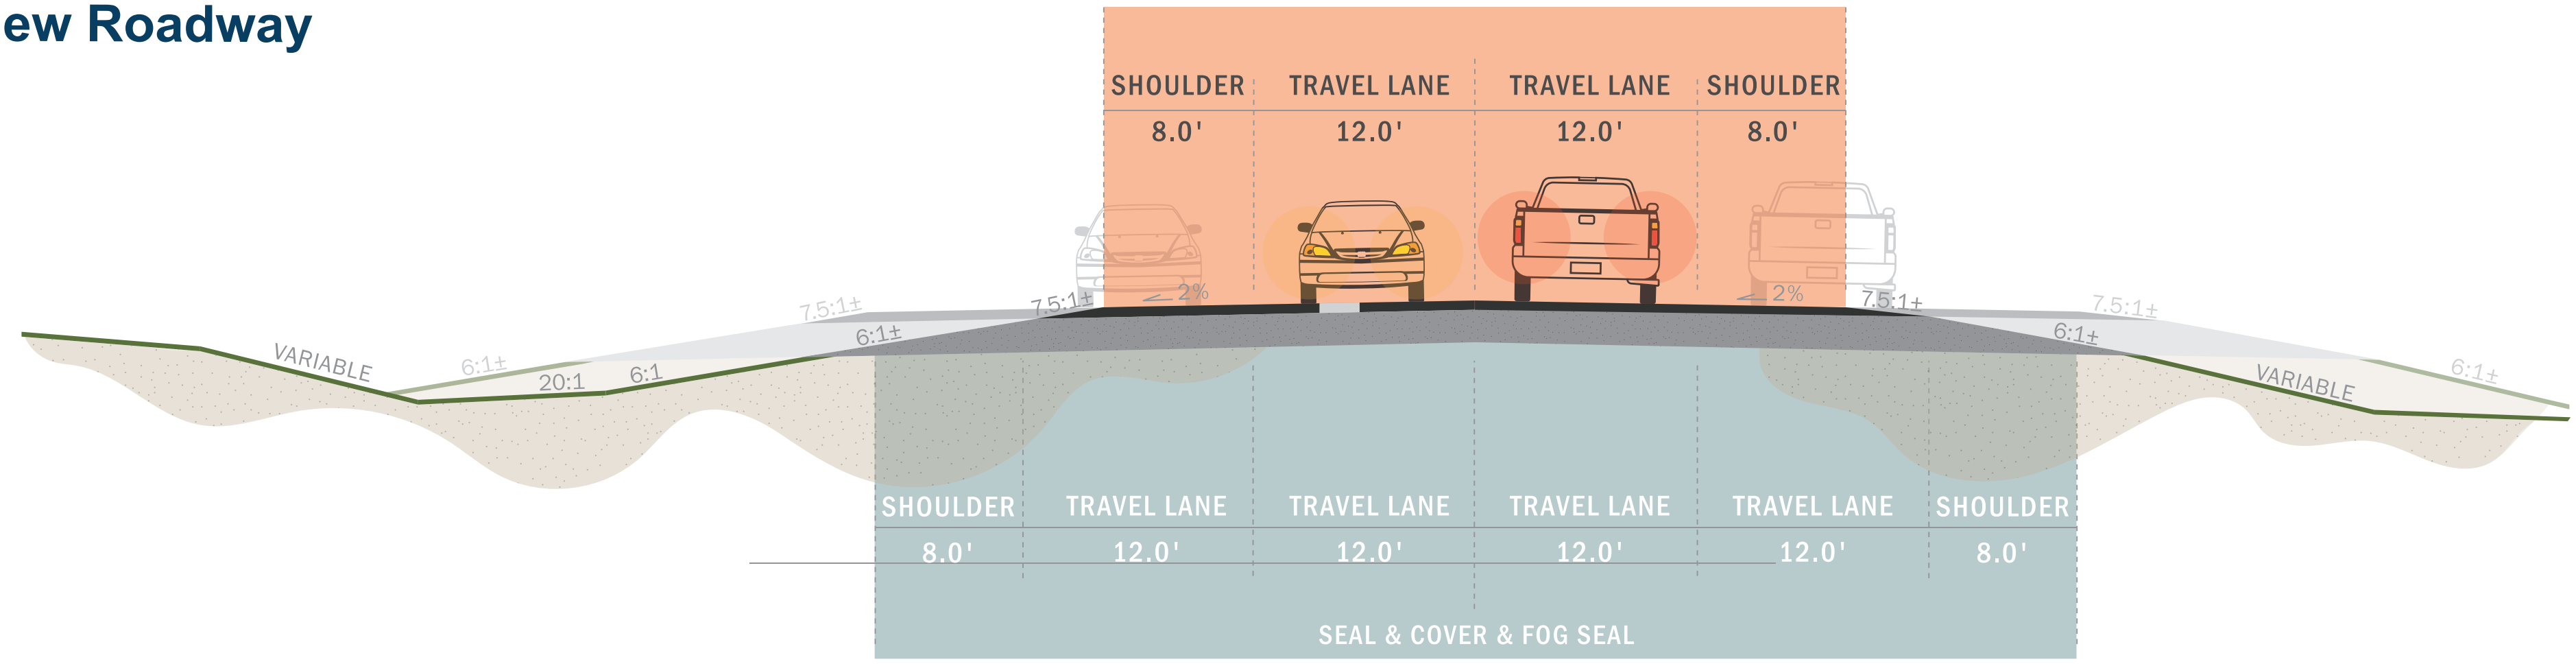 ew Roadway
SHOULDER TRAVEL LANE TRAVEL LANE SHOULDER
8.0' 12.0' 12.0' 8.0'
7.5:1± 7.5:1± 2% 2% 7.5:1± 7.5:1±
6:1± 6:1±
VARIABLE 6:1± 20:1 6:1 VARIABLE 6:1±
SHOULDER TRAVEL LANE TRAVEL LANE TRAVEL LANE TRAVEL LANE SHOULDER
8.0' 12.0' 12.0' 12.0' 12.0' 8.0'
SEAL & COVER & FOG SEAL